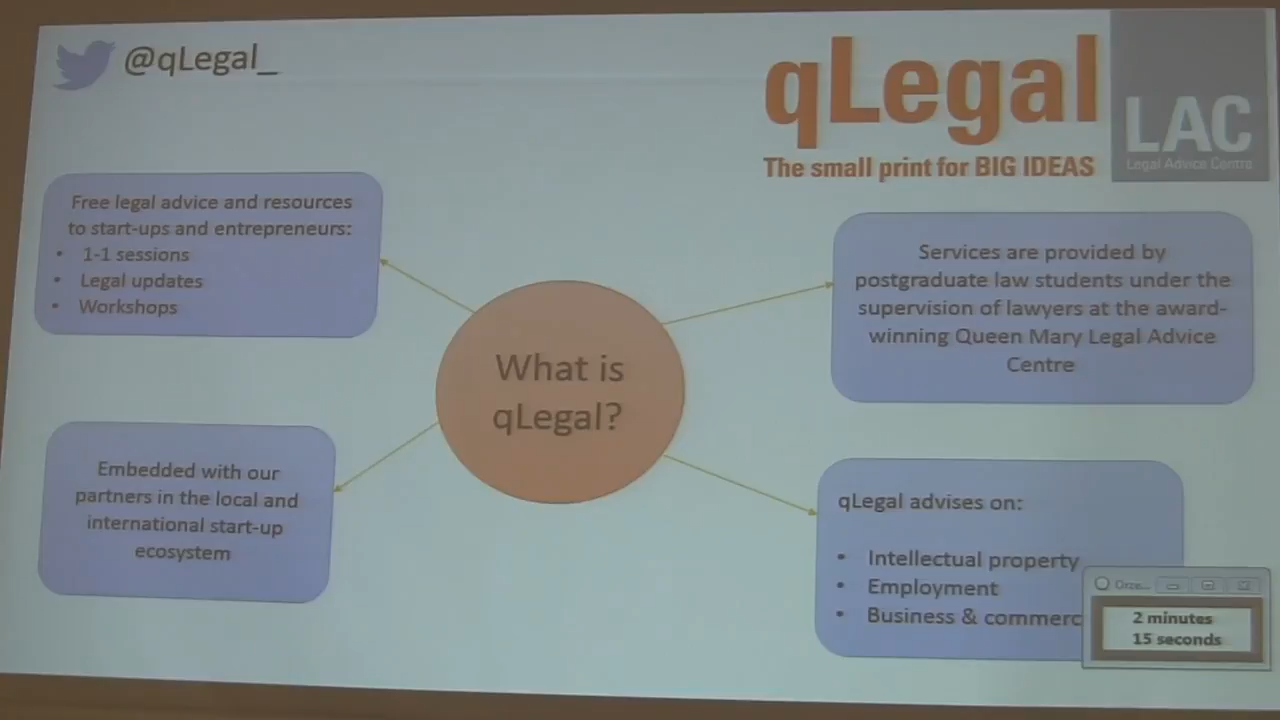 @qLegal_
qLegal
The small print for BIG IDEAS
LAC
Legal Advice Centre
Free legal advice and resources
to start-ups and entrepreneurs:
• 1-1 sessions
• Legal updates
• Workshops
Services are provided by
postgraduate law students under the
supervision of lawyers at the award-
winning Queen Mary Legal Advice
Centre
What is
qLegal?
Embedded with our
partners in the local and
international start-up
ecosystem
qLegal advises on:
• Intellectual property
• Employment
• Business & commerc
Orze...
2 minutes
15 seconds